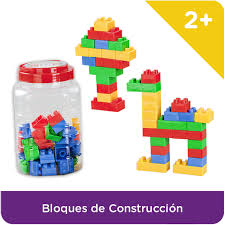 2+
Bloques de Construcción